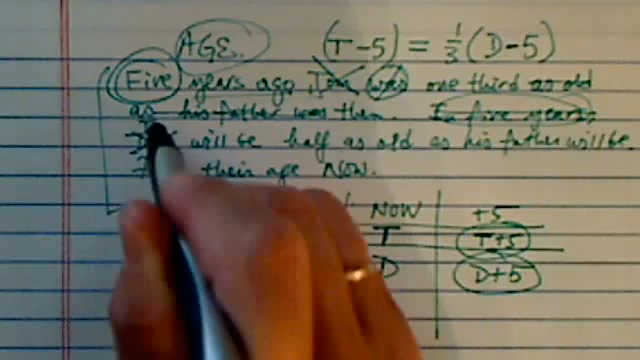 AGE. (T-5) = 1/3 (D-5)
Five years ago, Tom was one third as old
as his father was then. In five years
will be half as old as his father will be.
their age NOW.
NOW +5
T T+5
D D+5